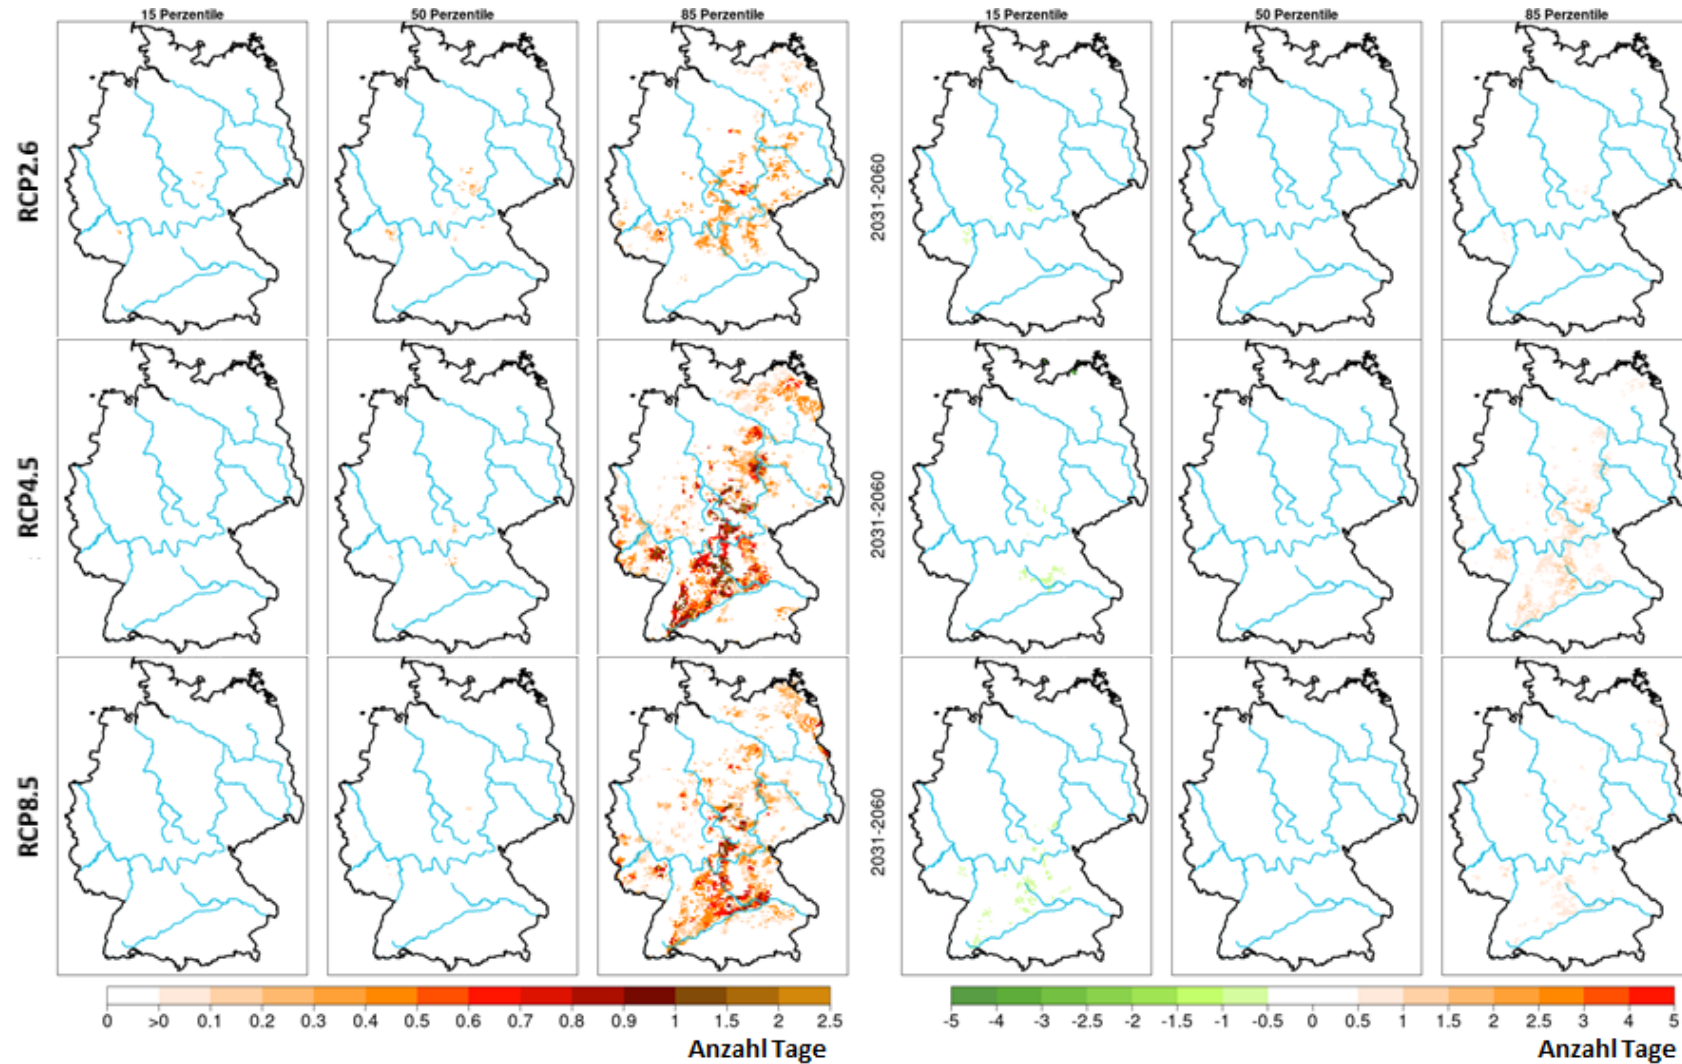 15 Perzentile 50 Perzentile 85 Perzentile 15 Perzentile 50 Perzentile 85 Perzentile
RCP2.6
2031-2060
RCP4.5
2031-2060
RCP8.5
2031-2060
0 >0 0.1 0.2 0.3 0.4 0.5 0.6 0.7 0.8 0.9 1 1.5 2 2.5
Anzahl Tage
-5 -4 -3 -2.5 -2 -1.5 -1 -0.5 0 0.5 1 1.5 2 2.5 3 4 5
Anzahl Tage